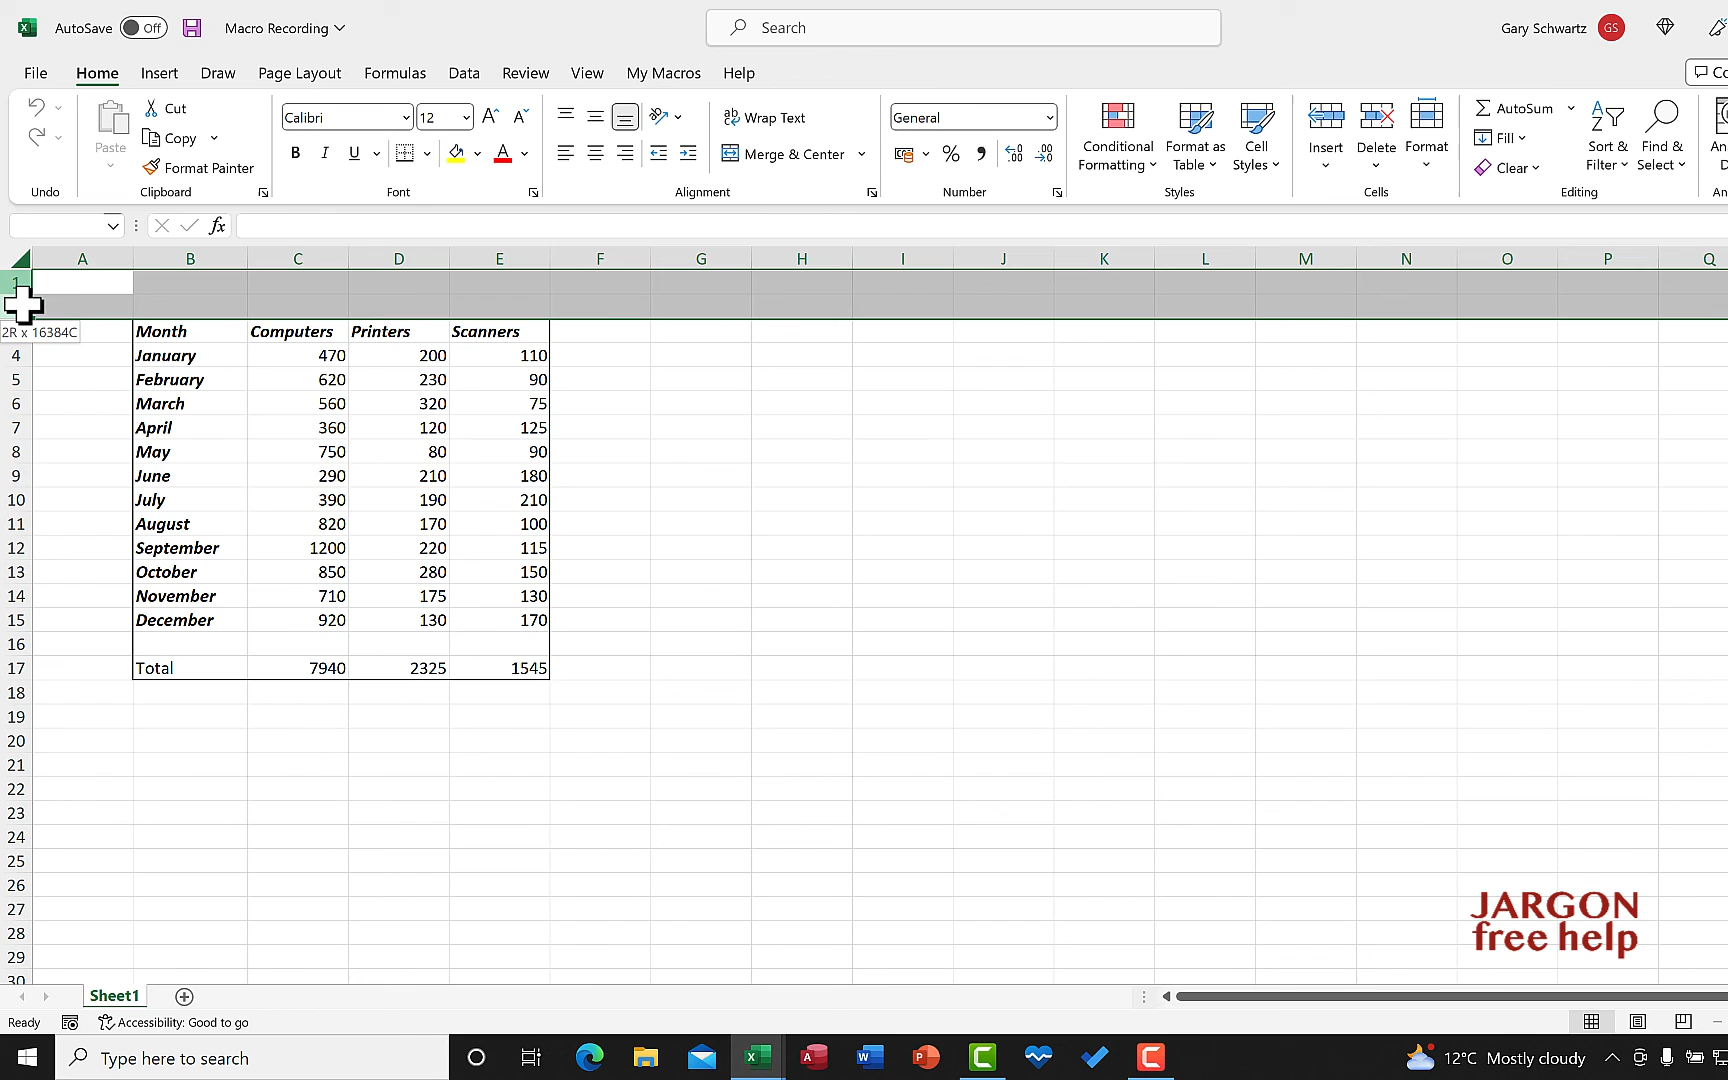 AutoSave Off Macro Recording Search Gary Schwartz GS
File Home Insert Draw Page Layout Formulas Data Review View My Macros Help
Paste Cut Copy Format Painter
Calibri 12
B I U A
Wrap Text
Merge & Center
General
%
Conditional Formatting Format as Table Cell Styles
Insert Delete Format
AutoSum Fill Clear
Sort & Filter Find & Select
Undo Clipboard Font Alignment Number Styles Cells Editing
fx
A B C D E F G H I J K L M N O P Q
1
2R x 16384C Month Computers Printers Scanners
4 January 470 200 110
5 February 620 230 90
6 March 560 320 75
7 April 360 120 125
8 May 750 80 90
9 June 290 210 180
10 July 390 190 210
11 August 820 170 100
12 September 1200 220 115
13 October 850 280 150
14 November 710 175 130
15 December 920 130 170
16
17 Total 7940 2325 1545
18
19
20
21
22
23
24
25
26
27
28
29
30
JARGON
free help
Sheet1
Ready Accessibility: Good to go
Type here to search 12°C Mostly cloudy